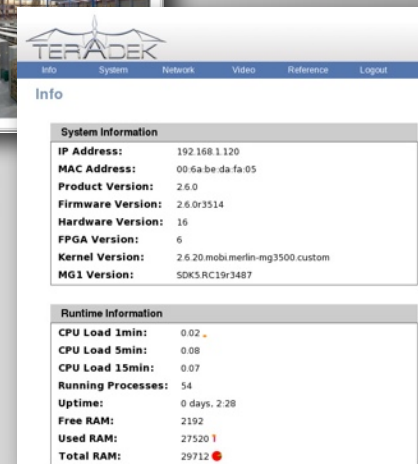 TERADEK
Info System Network Video Reference Logout
Info
System Information
IP Address: 192.168.1.120
MAC Address: 00:6a:be:da:fa:05
Product Version: 2.6.0
Firmware Version: 2.6.0r3514
Hardware Version: 16
FPGA Version: 6
Kernel Version: 2.6.20.mobi.merlin-mg3500.custom
MG1 Version: SDK5.RC19r3487
Runtime Information
CPU Load 1min: 0.02
CPU Load 5min: 0.08
CPU Load 15min: 0.07
Running Processes: 54
Uptime: 0 days, 2:28
Free RAM: 2192
Used RAM: 27520
Total RAM: 29712